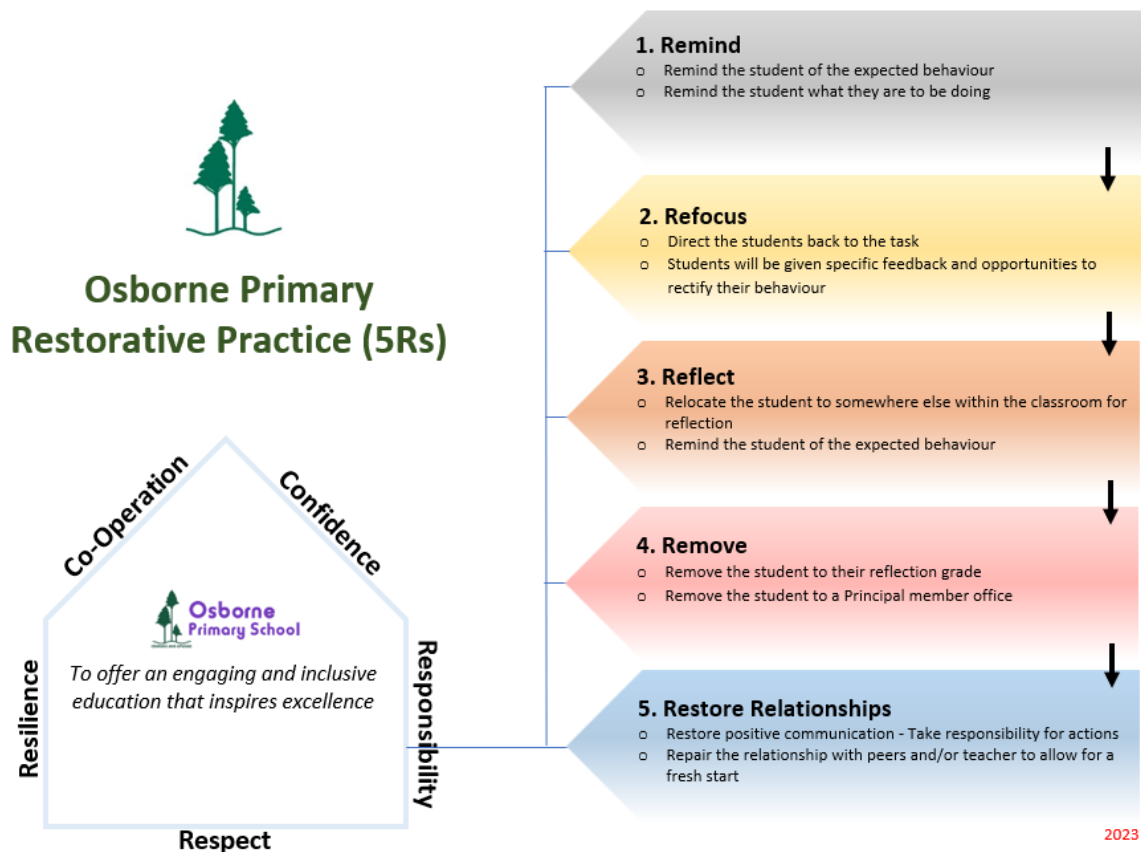 Osborne Primary
Restorative Practice (5Rs)
Co-Operation
Confidence
Resilience
Responsibility
Respect
Osborne
Primary School
To offer an engaging and inclusive
education that inspires excellence
1. Remind
o Remind the student of the expected behaviour
o Remind the student what they are to be doing
2. Refocus
o Direct the students back to the task
o Students will be given specific feedback and opportunities to
rectify their behaviour
3. Reflect
o Relocate the student to somewhere else within the classroom for
reflection
o Remind the student of the expected behaviour
4. Remove
o Remove the student to their reflection grade
o Remove the student to a Principal member office
5. Restore Relationships
o Restore positive communication - Take responsibility for actions
o Repair the relationship with peers and/or teacher to allow for a
fresh start
2023